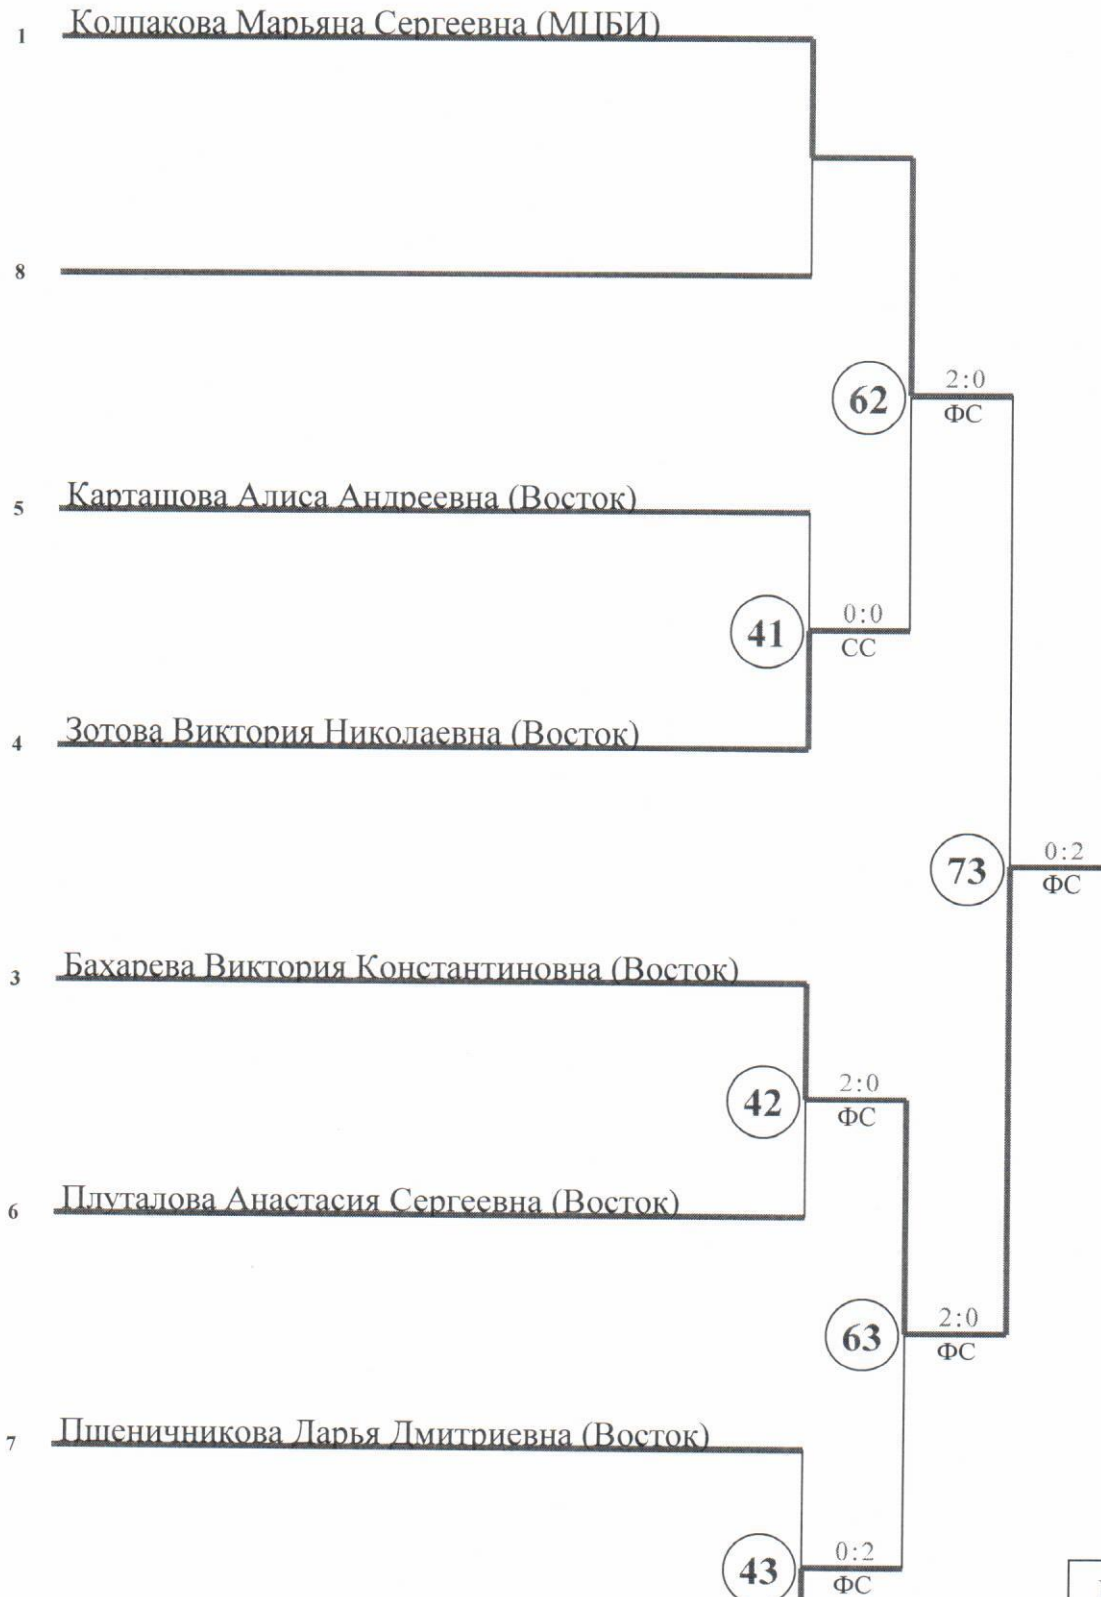 1 Колпакова Марьяна Сергеевна (МЦБИ)
8
62 2:0
ФС
5 Карташова Алиса Андреевна (Восток)
41 0:0
СС
4 Зотова Виктория Николаевна (Восток)
73 0:2
ФС
3 Бахарева Виктория Константиновна (Восток)
42 2:0
ФС
6 Плуталова Анастасия Сергеевна (Восток)
63 2:0
ФС
7 Пшеничникова Дарья Дмитриевна (Восток)
43 0:2
ФС